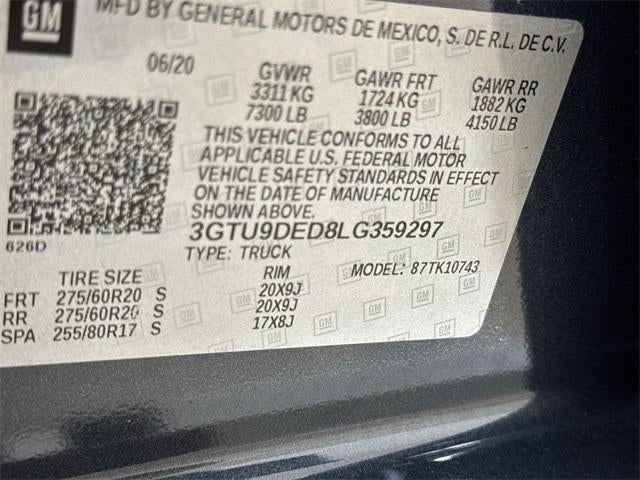 GM
MFD BY GENERAL MOTORS DE MEXICO, S. DE R.L. DE C.V.
06/20 GVWR GAWR FRT GAWR RR
3311 KG 1724 KG 1882 KG
7300 LB 3800 LB 4150 LB
THIS VEHICLE CONFORMS TO ALL
APPLICABLE U.S. FEDERAL MOTOR
VEHICLE SAFETY STANDARDS IN EFFECT
ON THE DATE OF MANUFACTURE
SHOWN ABOVE.
626D
3GTU9DED8LG359297
TYPE: TRUCK MODEL: 87TK10743
TIRE SIZE RIM
FRT 275/60R20 S 20X9J
RR 275/60R20 S 20X9J
SPA 255/80R17 S 17X8J